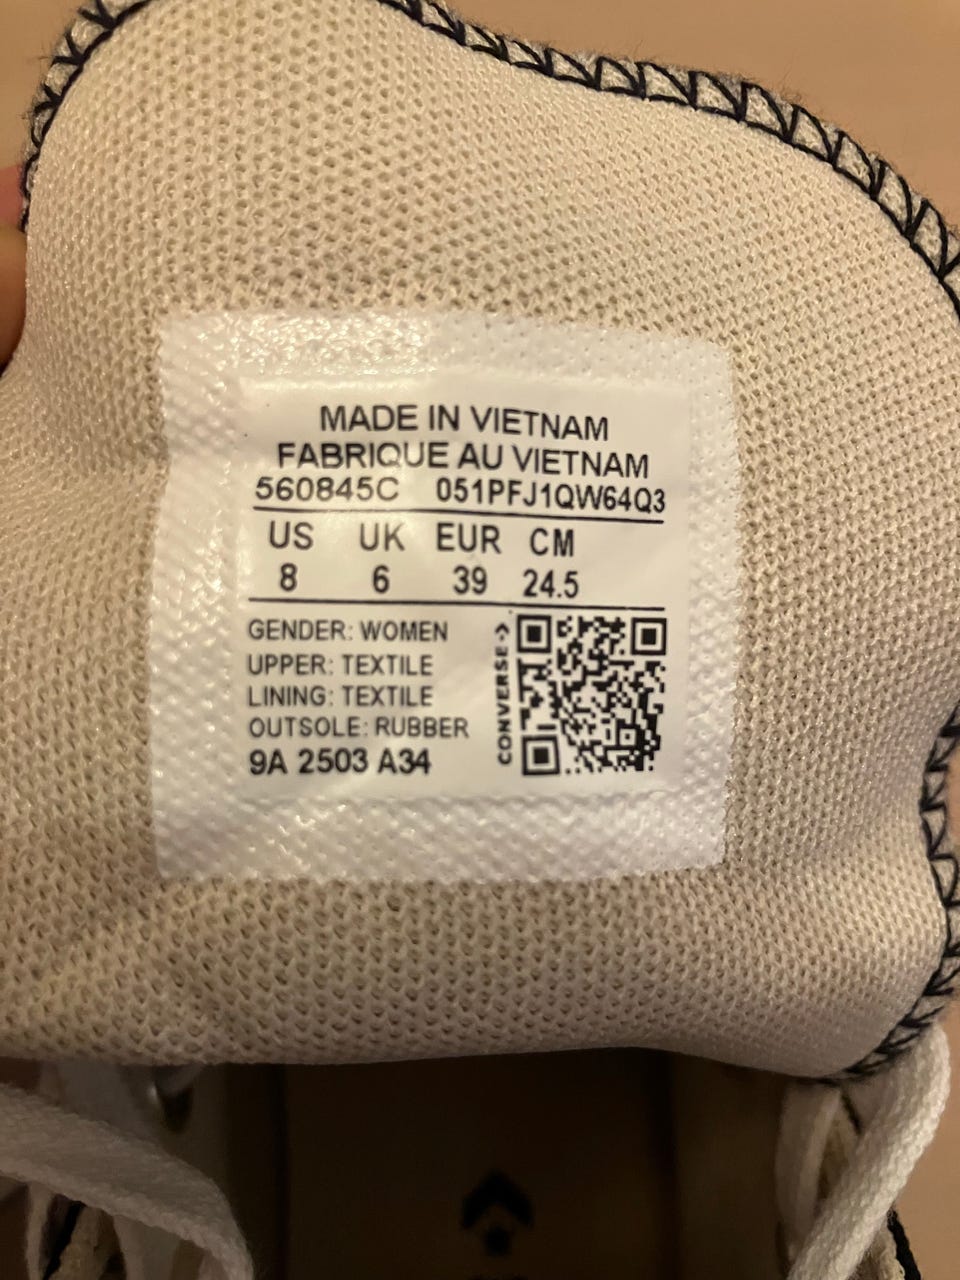 MADE IN VIETNAM
FABRIQUE AU VIETNAM
560845C 051PFJ1QW64Q3
US UK EUR CM
8 6 39 24.5
GENDER: WOMEN
UPPER: TEXTILE
LINING: TEXTILE
OUTSOLE: RUBBER
9A 2503 A34
CONVERSE